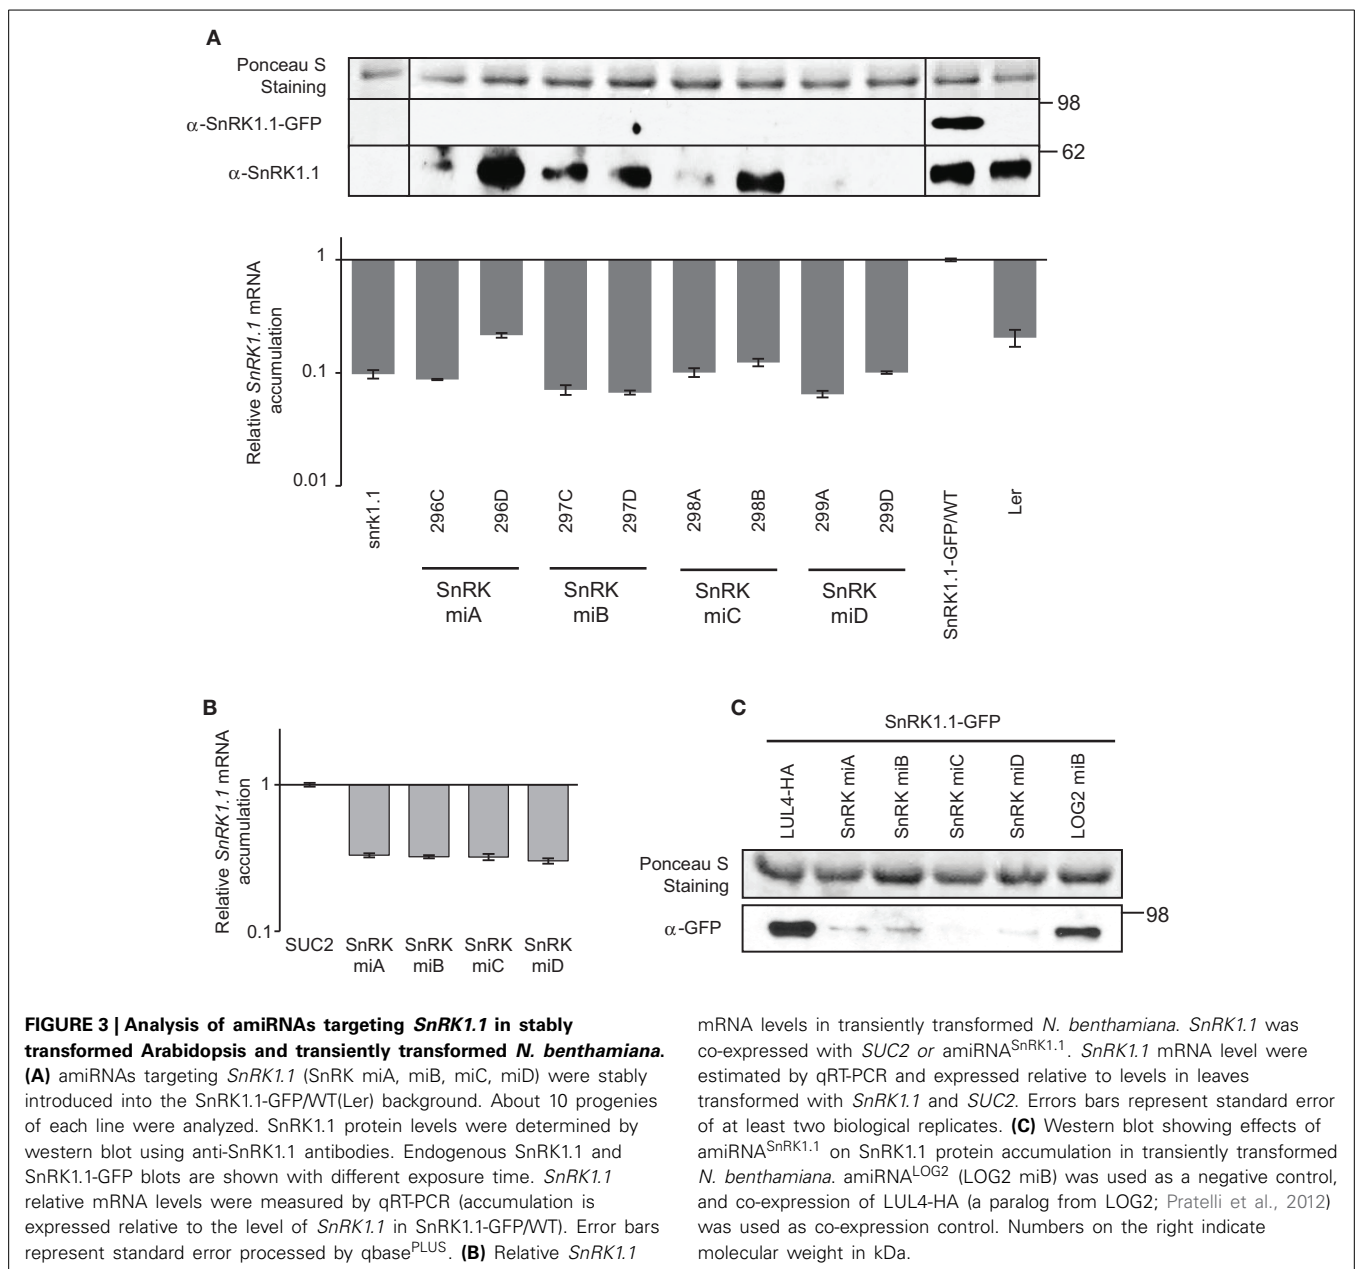 A
Ponceau S
Staining
98
α-SnRK1.1-GFP
62
α-SnRK1.1
Relative SnRK1.1 mRNA
accumulation
1
0.1
0.01
snrk1.1
296C
296D
297C
297D
298A
298B
299A
299D
SnRK1.1-GFP/WT
Ler
SnRK
miA
SnRK
miB
SnRK
miC
SnRK
miD
B
Relative SnRK1.1 mRNA
accumulation
1
0.1
SUC2
SnRK
miA
SnRK
miB
SnRK
miC
SnRK
miD
C
SnRK1.1-GFP
LUL4-HA
SnRK miA
SnRK miB
SnRK miC
SnRK miD
LOG2 miB
Ponceau S
Staining
α-GFP
98
FIGURE 3 | Analysis of amiRNAs targeting SnRK1.1 in stably
transformed Arabidopsis and transiently transformed N. benthamiana.
(A) amiRNAs targeting SnRK1.1 (SnRK miA, miB, miC, miD) were stably
introduced into the SnRK1.1-GFP/WT(Ler) background. About 10 progenies
of each line were analyzed. SnRK1.1 protein levels were determined by
western blot using anti-SnRK1.1 antibodies. Endogenous SnRK1.1 and
SnRK1.1-GFP blots are shown with different exposure time. SnRK1.1
relative mRNA levels were measured by qRT-PCR (accumulation is
expressed relative to the level of SnRK1.1 in SnRK1.1-GFP/WT). Error bars
represent standard error processed by qbasePLUS. (B) Relative SnRK1.1
mRNA levels in transiently transformed N. benthamiana. SnRK1.1 was
co-expressed with SUC2 or amiRNASnRK1.1. SnRK1.1 mRNA level were
estimated by qRT-PCR and expressed relative to levels in leaves
transformed with SnRK1.1 and SUC2. Errors bars represent standard error
of at least two biological replicates. (C) Western blot showing effects of
amiRNASnRK1.1 on SnRK1.1 protein accumulation in transiently transformed
N. benthamiana. amiRNALOG2 (LOG2 miB) was used as a negative control,
and co-expression of LUL4-HA (a paralog from LOG2; Pratelli et al., 2012)
was used as co-expression control. Numbers on the right indicate
molecular weight in kDa.